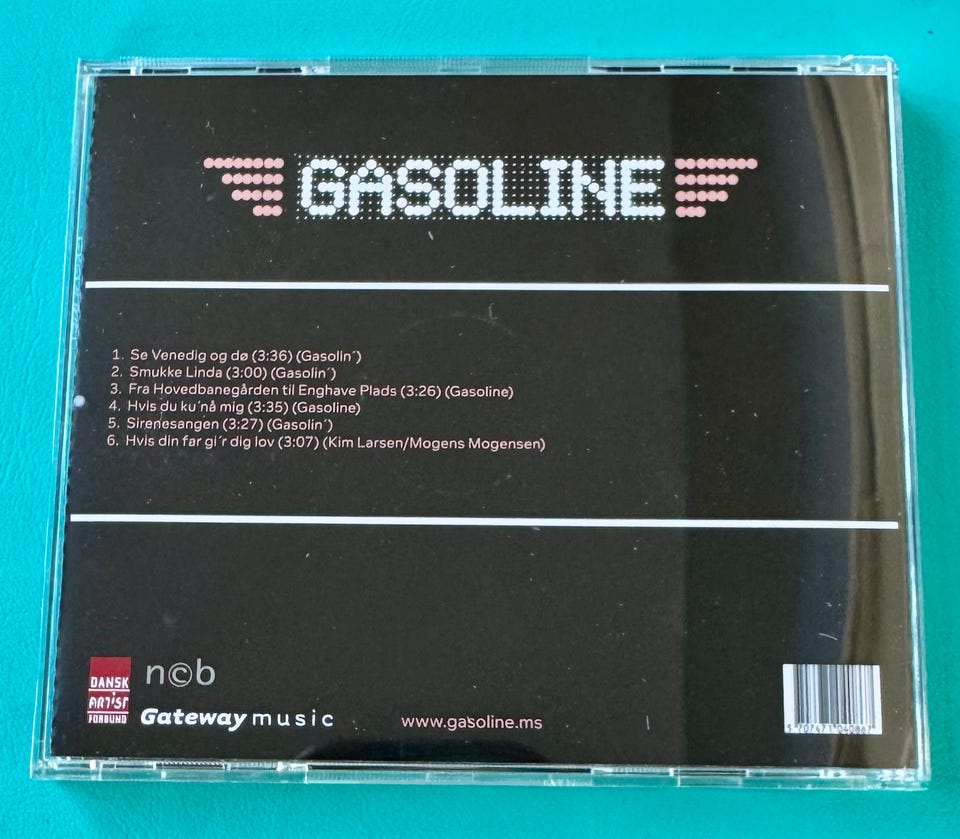 GASOLINE
1. Se Venedig og dø (3:36) (Gasolin´)
2. Smukke Linda (3:00) (Gasolin´)
3. Fra Hovedbanegården til Enghave Plads (3:26) (Gasoline)
4. Hvis du ku´nå mig (3:35) (Gasoline)
5. Sirenesangen (3:27) (Gasolin´)
6. Hvis din far gi´r dig lov (3:07) (Kim Larsen/Mogens Mogensen)
DANSK
ARTiST
FORBUND
n©b
Gateway music
www.gasoline.ms
5 707471 040887